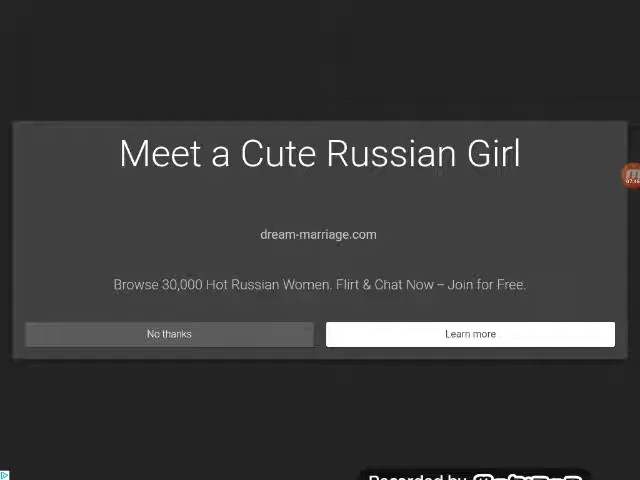 Meet a Cute Russian Girl
dream-marriage.com
Browse 30,000 Hot Russian Women. Flirt & Chat Now – Join for Free.
No thanks
Learn more
Recorded by